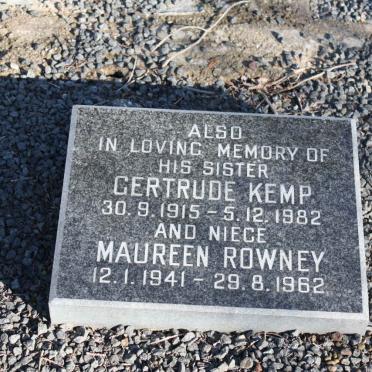 ALSO
IN LOVING MEMORY OF
HIS SISTER
GERTRUDE KEMP
30.9.1915 - 5.12.1982
AND NIECE
MAUREEN ROWNEY
12.1.1941 - 29.8.1962